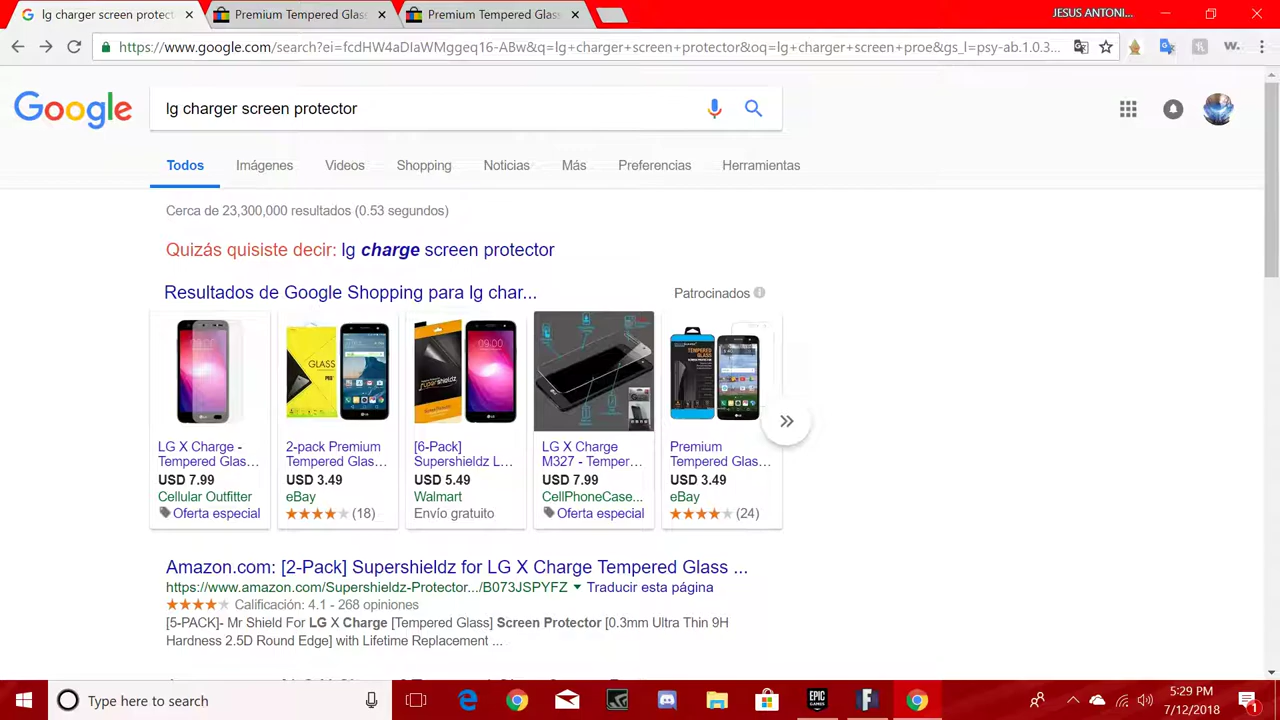 lg charger screen protect
Premium Tempered Glas
Premium Tempered Glas
JESUS ANTONI...
https://www.google.com/search?ei=fcdHW4aDIaWMggeq16-ABw&q=lg+charger+screen+protector&oq=lg+charger+screen+proe&gs_l=psy-ab.1.0.3...
Google
lg charger screen protector
Todos Imágenes Videos Shopping Noticias Más Preferencias Herramientas
Cerca de 23,300,000 resultados (0.53 segundos)
Quizás quisiste decir: lg charge screen protector
Resultados de Google Shopping para lg char...
Patrocinados
LG X Charge -
Tempered Glas...
USD 7.99
Cellular Outfitter
Oferta especial
GLASS
2-pack Premium
Tempered Glas...
USD 3.49
eBay
(18)
Supershieldz
09:00
[6-Pack]
Supershieldz L...
USD 5.49
Walmart
Envío gratuito
LG X Charge
M327 - Temper...
USD 7.99
CellPhoneCase...
Oferta especial
TEMPERED
GLASS
Premium
Tempered Glas...
USD 3.49
eBay
(24)
Amazon.com: [2-Pack] Supershieldz for LG X Charge Tempered Glass ...
https://www.amazon.com/Supershieldz-Protector.../B073JSPYFZ Traducir esta página
Calificación: 4.1 - 268 opiniones
[5-PACK]- Mr Shield For LG X Charge [Tempered Glass] Screen Protector [0.3mm Ultra Thin 9H
Hardness 2.5D Round Edge] with Lifetime Replacement ...
Type here to search
EPIC
GAMES
5:29 PM
7/12/2018
1